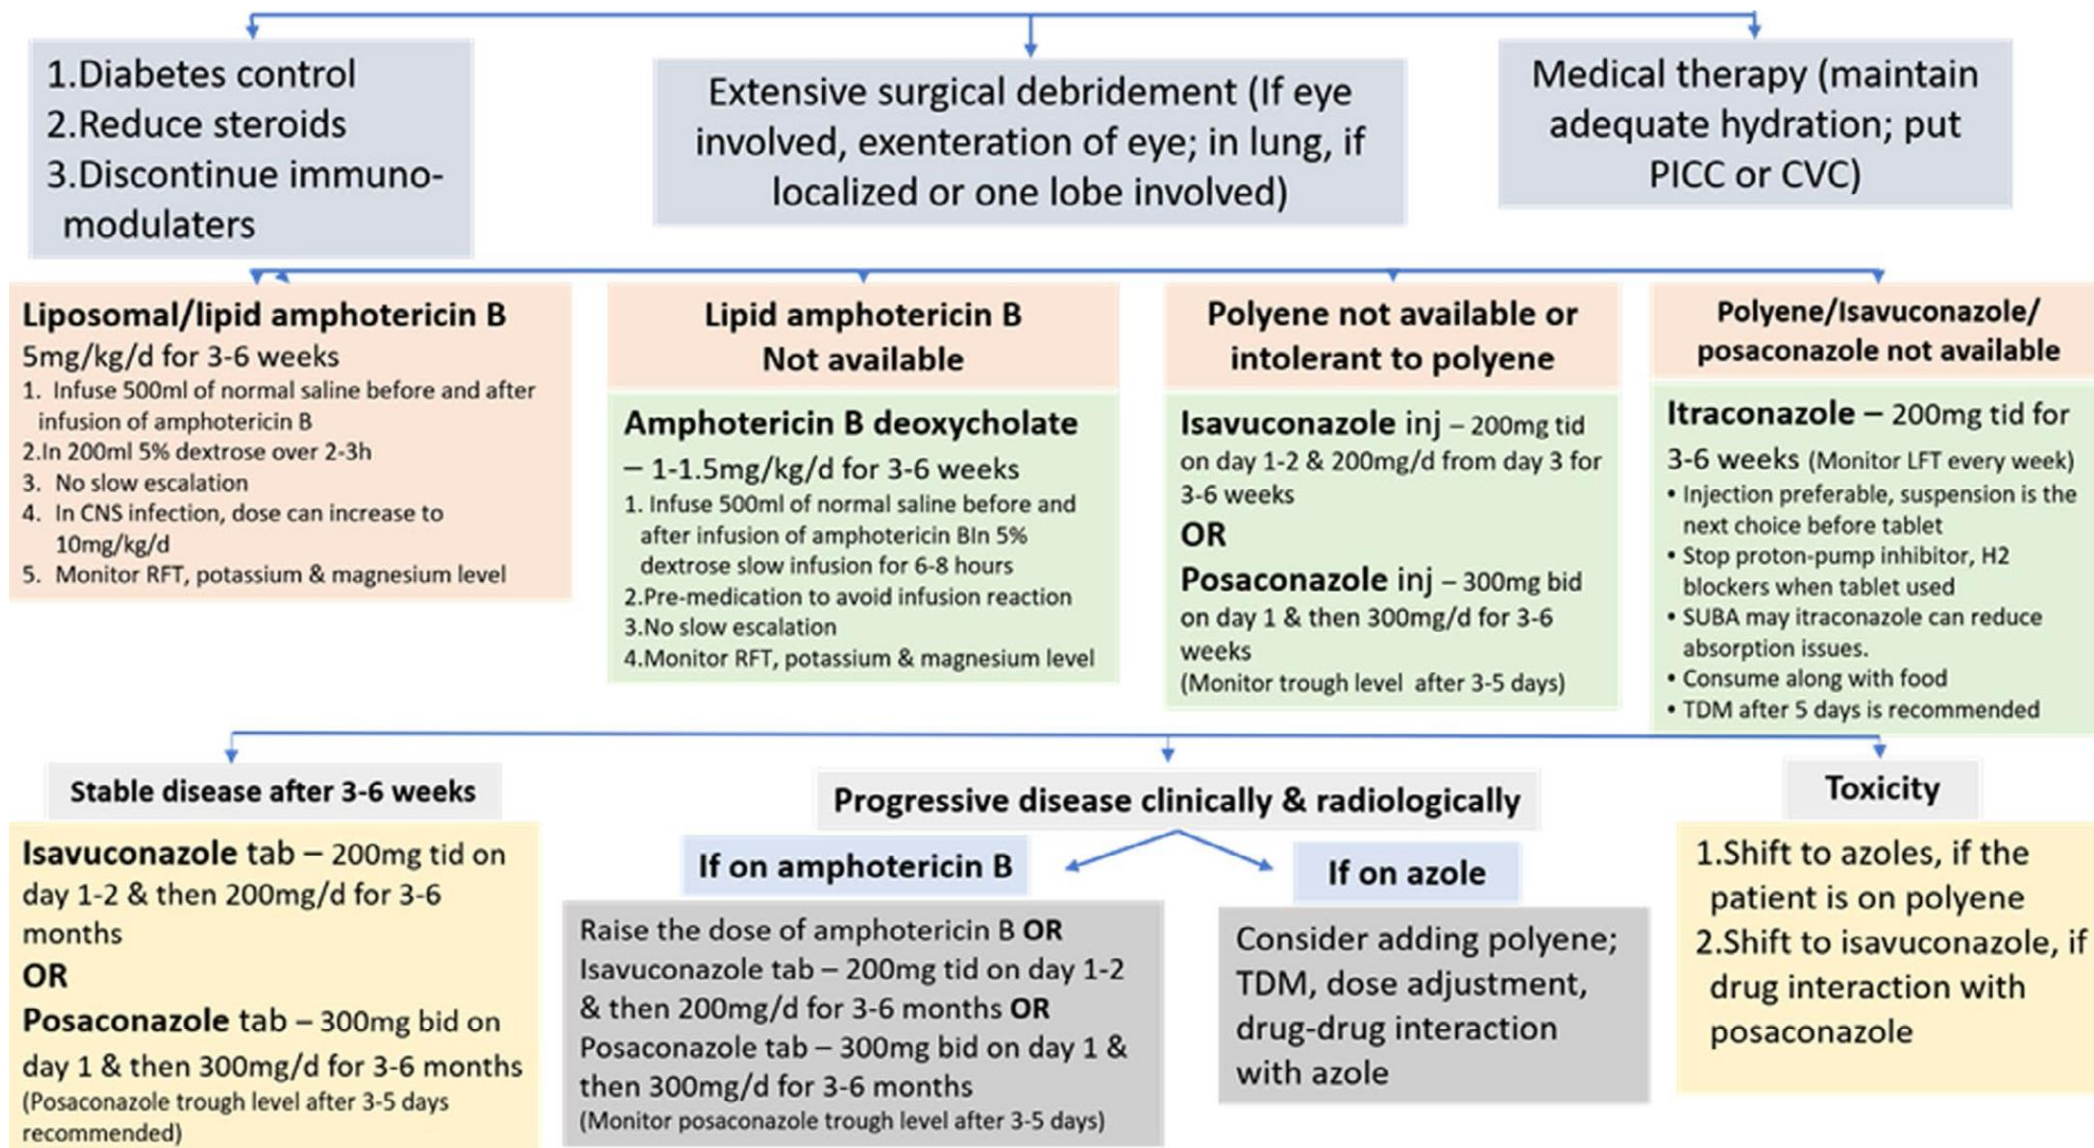 1.Diabetes control
2.Reduce steroids
3.Discontinue immuno-
modulaters
Extensive surgical debridement (If eye
involved, exenteration of eye; in lung, if
localized or one lobe involved)
Medical therapy (maintain
adequate hydration; put
PICC or CVC)
Liposomal/lipid amphotericin B
5mg/kg/d for 3-6 weeks
1. Infuse 500ml of normal saline before and after
infusion of amphotericin B
2.In 200ml 5% dextrose over 2-3h
3. No slow escalation
4. In CNS infection, dose can increase to
10mg/kg/d
5. Monitor RFT, potassium & magnesium level
Lipid amphotericin B
Not available
Amphotericin B deoxycholate
– 1-1.5mg/kg/d for 3-6 weeks
1. Infuse 500ml of normal saline before and
after infusion of amphotericin BIn 5%
dextrose slow infusion for 6-8 hours
2.Pre-medication to avoid infusion reaction
3.No slow escalation
4.Monitor RFT, potassium & magnesium level
Polyene not available or
intolerant to polyene
Isavuconazole inj – 200mg tid
on day 1-2 & 200mg/d from day 3 for
3-6 weeks
OR
Posaconazole inj – 300mg bid
on day 1 & then 300mg/d for 3-6
weeks
(Monitor trough level after 3-5 days)
Polyene/Isavuconazole/
posaconazole not available
Itraconazole – 200mg tid for
3-6 weeks (Monitor LFT every week)
• Injection preferable, suspension is the
next choice before tablet
• Stop proton-pump inhibitor, H2
blockers when tablet used
• SUBA may itraconazole can reduce
absorption issues.
• Consume along with food
• TDM after 5 days is recommended
Stable disease after 3-6 weeks
Isavuconazole tab – 200mg tid on
day 1-2 & then 200mg/d for 3-6
months
OR
Posaconazole tab – 300mg bid on
day 1 & then 300mg/d for 3-6 months
(Posaconazole trough level after 3-5 days
recommended)
Progressive disease clinically & radiologically
If on amphotericin B
Raise the dose of amphotericin B OR
Isavuconazole tab – 200mg tid on day 1-2
& then 200mg/d for 3-6 months OR
Posaconazole tab – 300mg bid on day 1 &
then 300mg/d for 3-6 months
(Monitor posaconazole trough level after 3-5 days)
If on azole
Consider adding polyene;
TDM, dose adjustment,
drug-drug interaction
with azole
Toxicity
1.Shift to azoles, if the
patient is on polyene
2.Shift to isavuconazole, if
drug interaction with
posaconazole